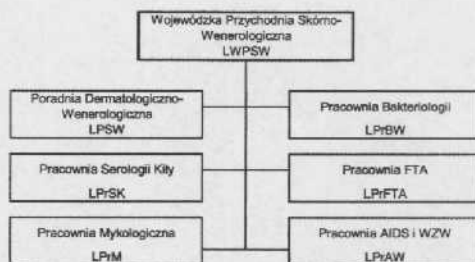 Wojewódzka Przychodnia Skórno-
Wenerologiczna
LWPSW
Poradnia Dermatologiczno-
Wenerologiczna
LPSW
Pracownia Bakteriologii
LPrBW
Pracownia Serologii Kiły
LPrSK
Pracownia FTA
LPrFTA
Pracownia Mykologiczna
LPrM
Pracownia AIDS i WZW
LPrAW